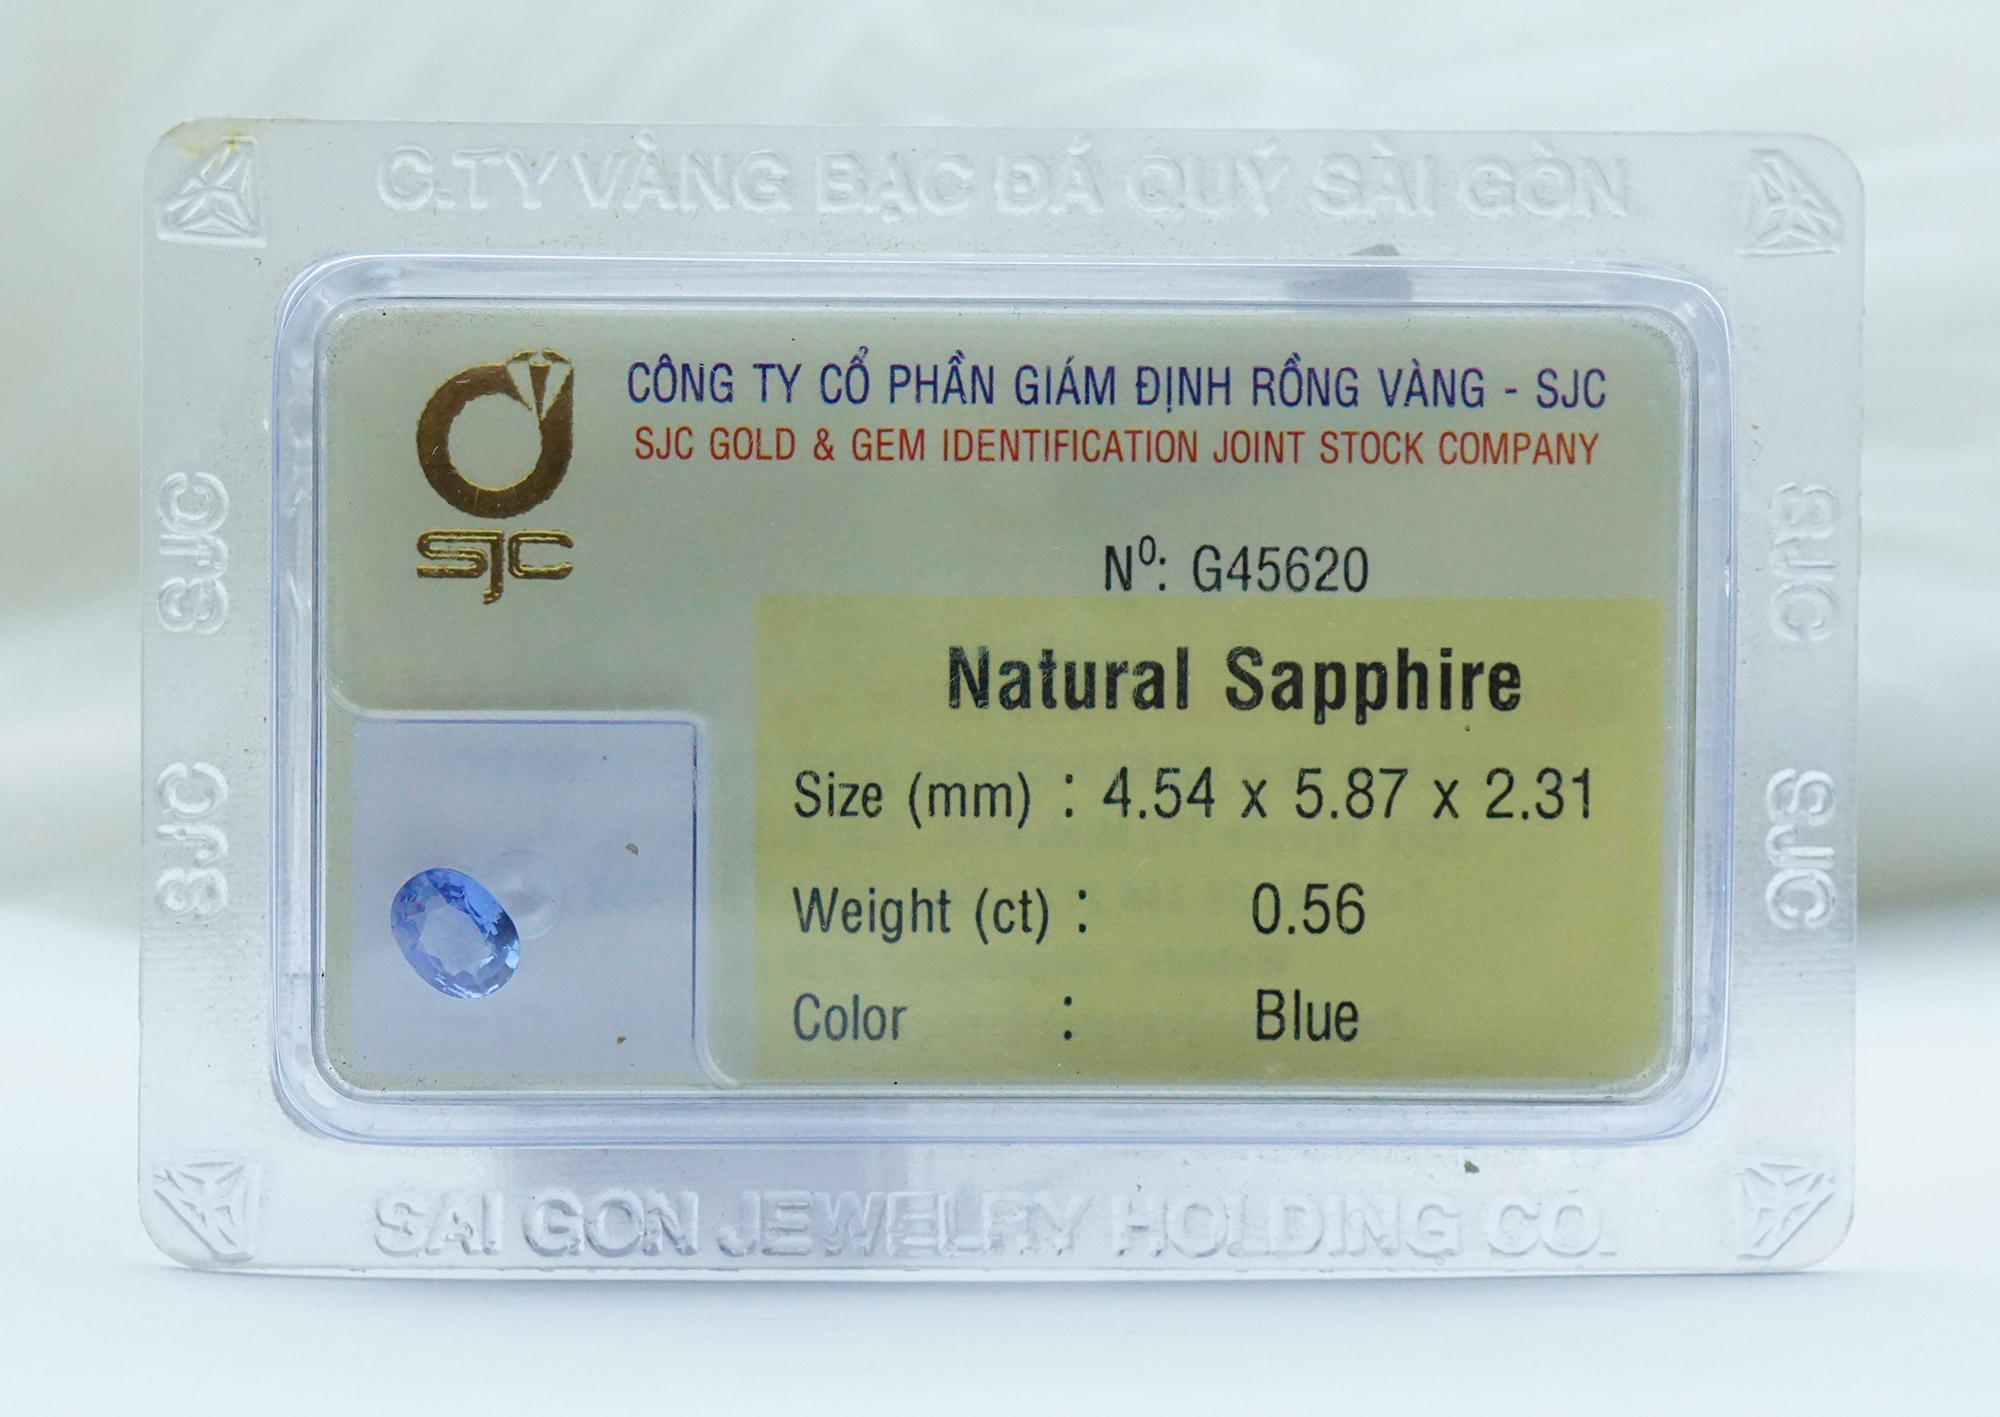 C.TY VÀNG BẠC ĐÁ QUÝ SÀI GÒN
SJC
CÔNG TY CỔ PHẦN GIÁM ĐỊNH RỒNG VÀNG - SJC
SJC GOLD & GEM IDENTIFICATION JOINT STOCK COMPANY
Nº: G45620
Natural Sapphire
Size (mm) : 4.54 x 5.87 x 2.31
Weight (ct) : 0.56
Color : Blue
SJC
SJC
SJC
SJC
SAI GON JEWELRY HOLDING CO.